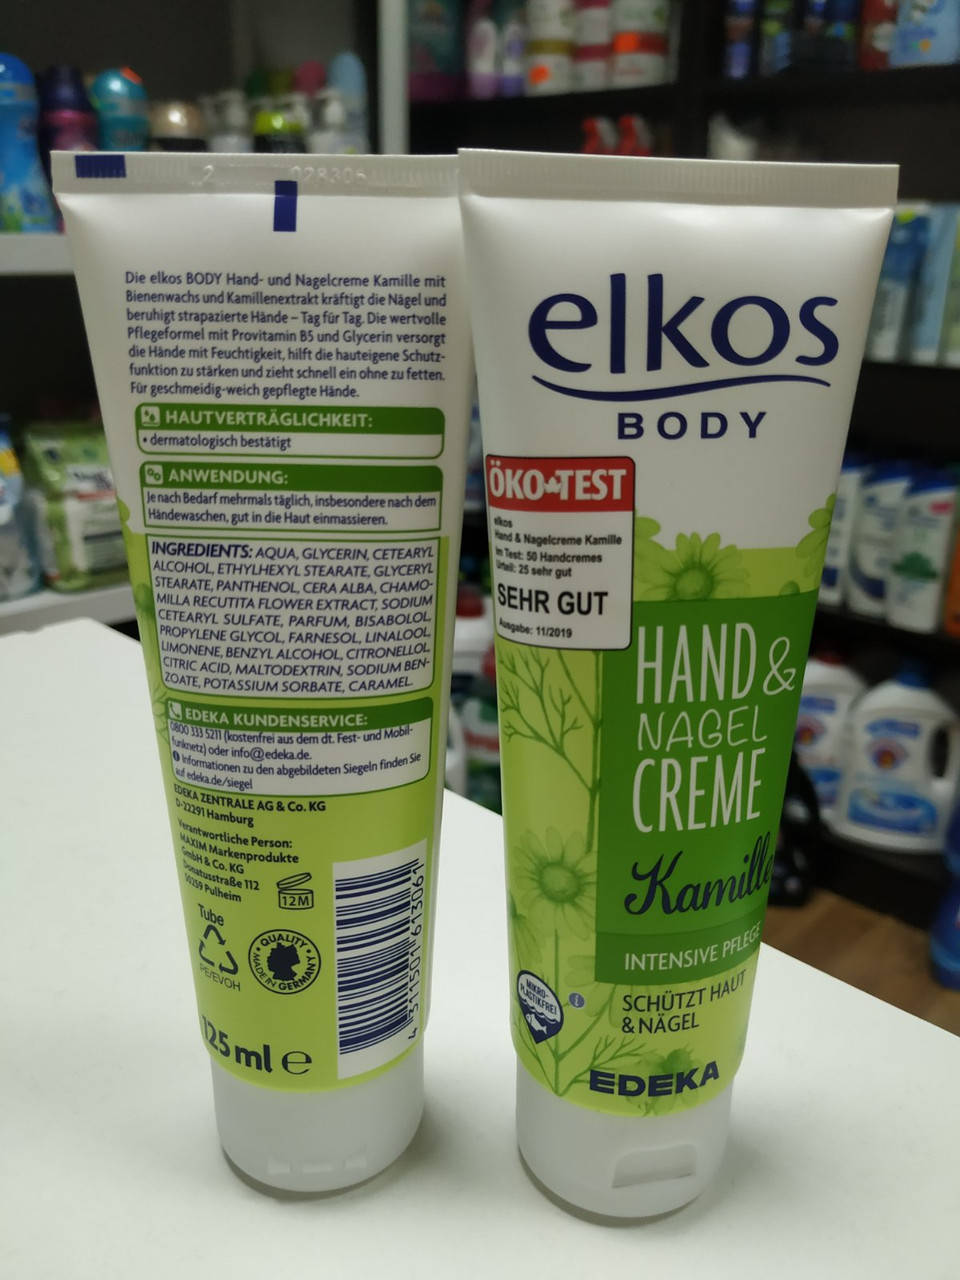 028306
Die elkos BODY Hand- und Nagelcreme Kamille mit
Bienenwachs und Kamillenextrakt kräftigt die Nägel und
beruhigt strapazierte Hände – Tag für Tag. Die wertvolle
Pflegeformel mit Provitamin B5 und Glycerin versorgt
die Hände mit Feuchtigkeit, hilft die hauteigene Schutz-
funktion zu stärken und zieht schnell ein ohne zu fetten.
Für geschmeidig-weich gepflegte Hände.
HAUTVERTRÄGLICHKEIT:
• dermatologisch bestätigt
ANWENDUNG:
Je nach Bedarf mehrmals täglich, insbesondere nach dem
Händewaschen, gut in die Haut einmassieren.
INGREDIENTS: AQUA, GLYCERIN, CETEARYL
ALCOHOL, ETHYLHEXYL STEARATE, GLYCERYL
STEARATE, PANTHENOL, CERA ALBA, CHAMO-
MILLA RECUTITA FLOWER EXTRACT, SODIUM
CETEARYL SULFATE, PARFUM, BISABOLOL,
PROPYLENE GLYCOL, FARNESOL, LINALOOL,
LIMONENE, BENZYL ALCOHOL, CITRONELLOL,
CITRIC ACID, MALTODEXTRIN, SODIUM BEN-
ZOATE, POTASSIUM SORBATE, CARAMEL.
EDEKA KUNDENSERVICE:
0800 333 5211 (kostenfrei aus dem dt. Fest- und Mobil-
funknetz) oder info@edeka.de.
i Informationen zu den abgebildeten Siegeln finden Sie
auf edeka.de/siegel
EDEKA ZENTRALE AG & Co. KG
D-22291 Hamburg
Verantwortliche Person:
MAXIM Markenprodukte
GmbH & Co. KG
Donatusstraße 112
50259 Pulheim
12M
Tube
PE/EVOH
QUALITY
MADE IN GERMANY
4 311501 613061
125 ml e
elkos
BODY
ÖKO TEST
elkos
Hand & Nagelcreme Kamille
Im Test: 50 Handcremes
Urteil: 25 sehr gut
SEHR GUT
Ausgabe: 11/2019
HAND &
NAGEL
CREME
Kamille
INTENSIVE PFLEGE
MIKRO-
PLASTIKFREI
i
SCHÜTZT HAUT
& NÄGEL
EDEKA